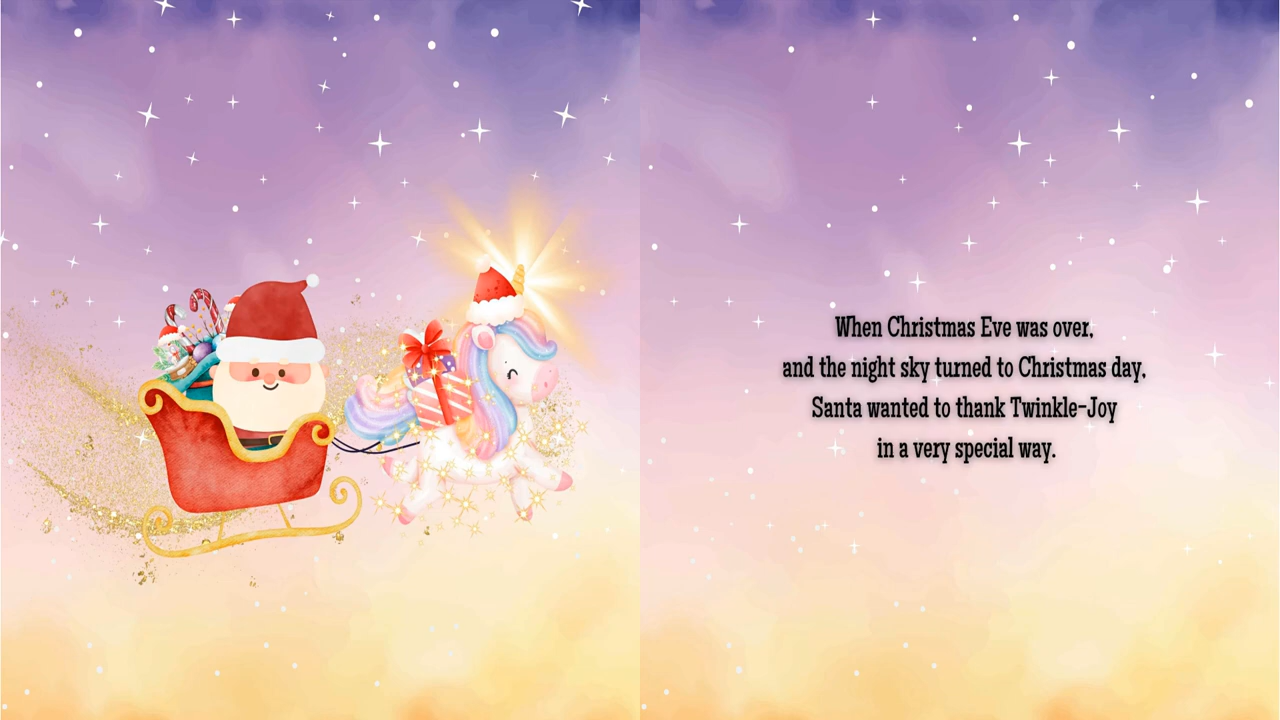 When Christmas Eve was over,
and the night sky turned to Christmas day,
Santa wanted to thank Twinkle-Joy
in a very special way.